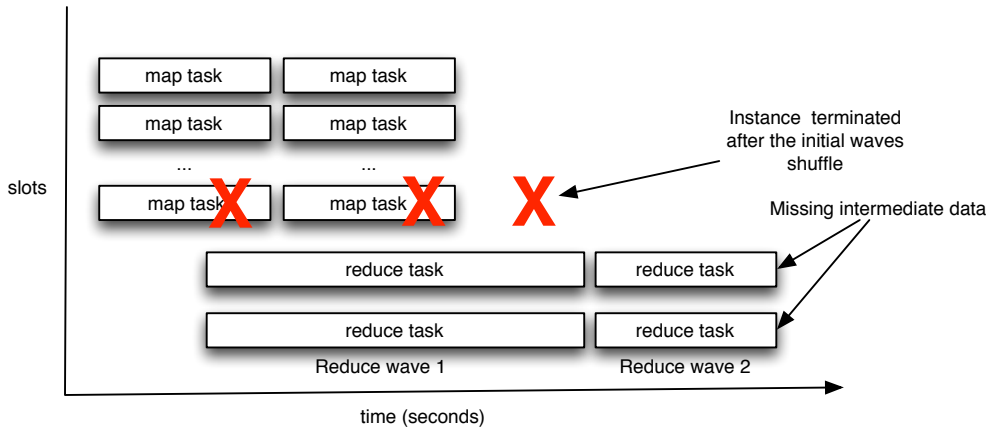 map task map task
map task map task
... ...
map task X map task X X
Instance terminated
after the initial waves
shuffle
slots
Missing intermediate data
reduce task reduce task
reduce task reduce task
Reduce wave 1 Reduce wave 2
time (seconds)